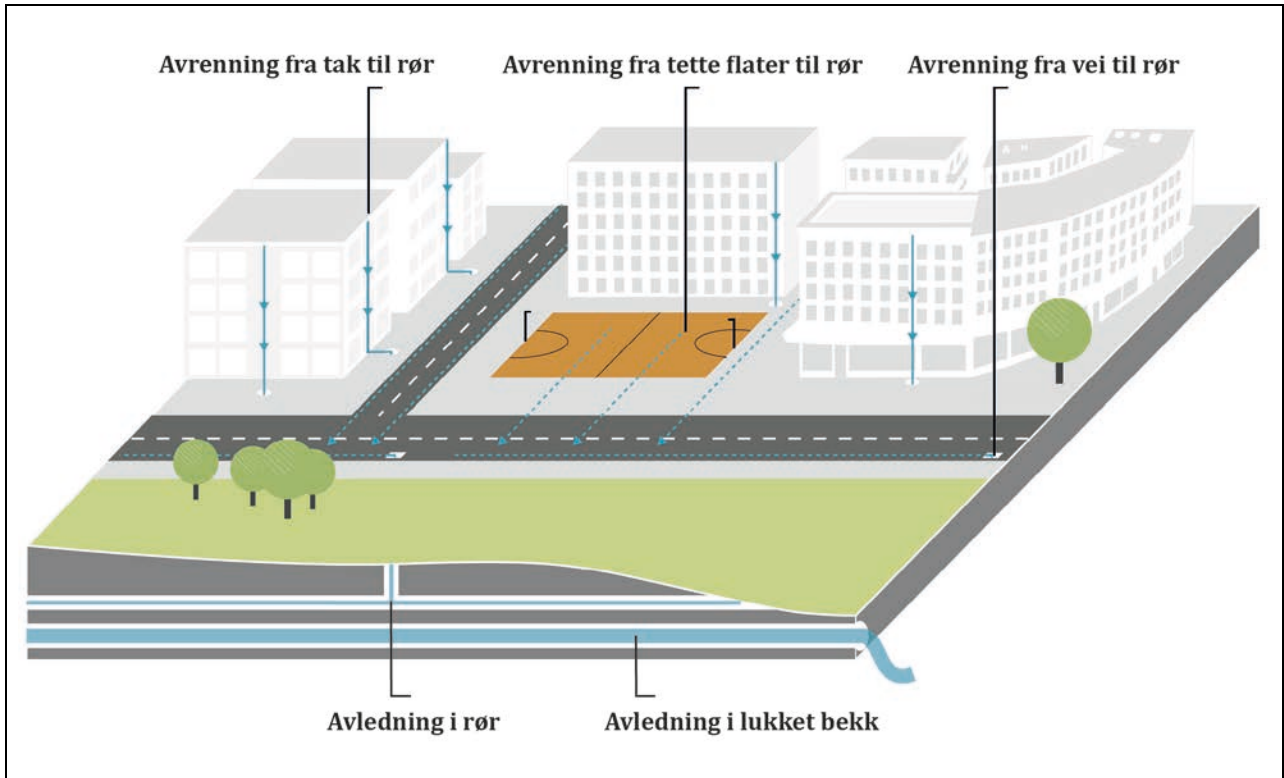 Avrenning fra tak til rør
Avrenning fra tette flater til rør
Avrenning fra vei til rør
Avledning i rør
Avledning i lukket bekk